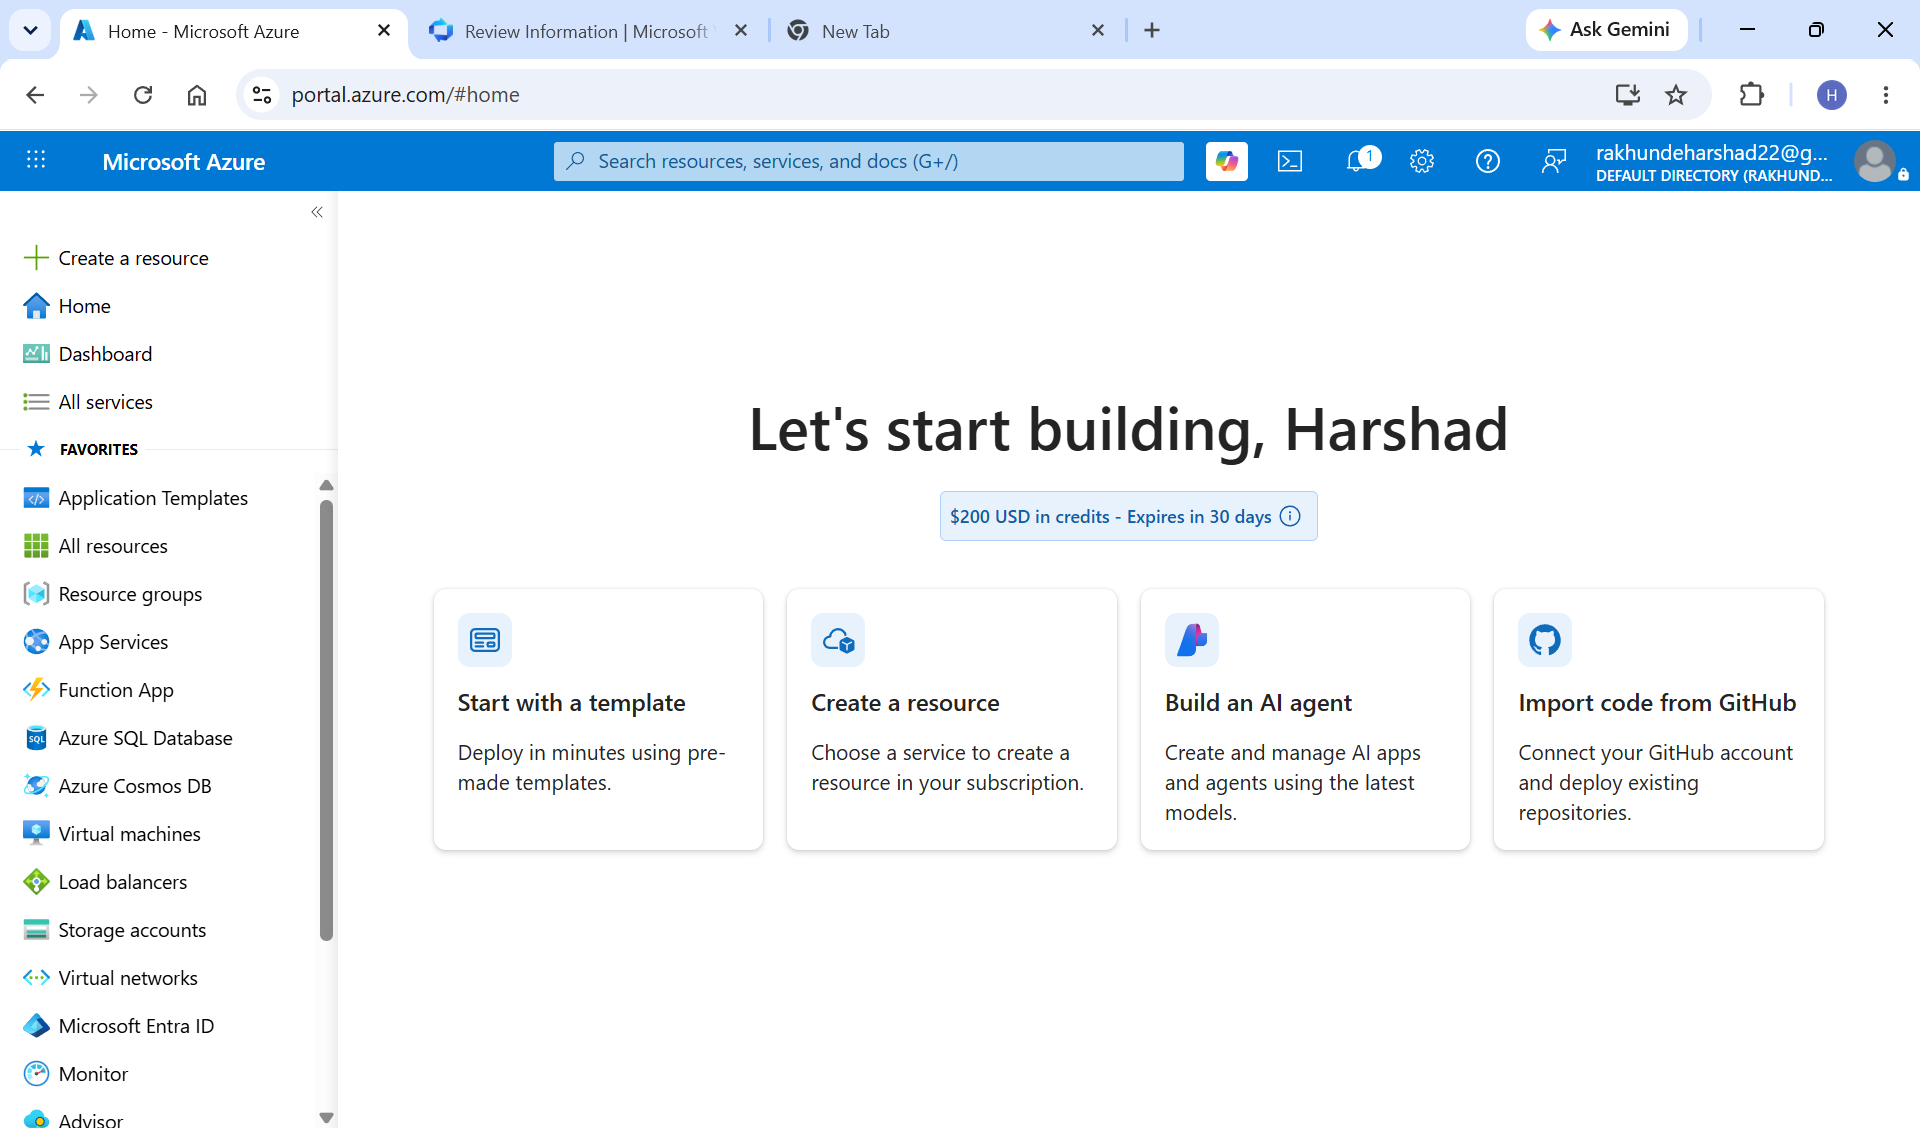 Home - Microsoft Azure
Review Information | Microsoft
New Tab
Ask Gemini
portal.azure.com/#home
H
Microsoft Azure
Search resources, services, and docs (G+/)
1
rakhundeharshad22@g...
DEFAULT DIRECTORY (RAKHUND...
Create a resource
Home
Dashboard
All services
FAVORITES
Application Templates
All resources
Resource groups
App Services
Function App
SQL
Azure SQL Database
Azure Cosmos DB
Virtual machines
Load balancers
Storage accounts
Virtual networks
Microsoft Entra ID
Monitor
Advisor
Let's start building, Harshad
$200 USD in credits - Expires in 30 days
Start with a template
Deploy in minutes using pre-
made templates.
Create a resource
Choose a service to create a
resource in your subscription.
Build an AI agent
Create and manage AI apps
and agents using the latest
models.
Import code from GitHub
Connect your GitHub account
and deploy existing
repositories.